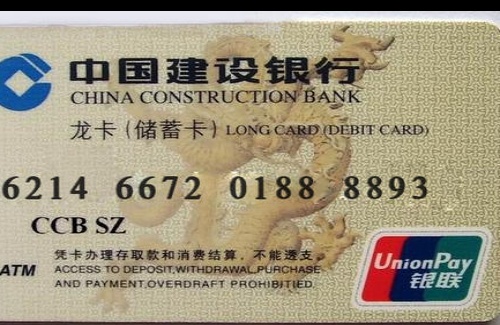 中国建设银行
CHINA CONSTRUCTION BANK
龙卡(储蓄卡) LONG CARD (DEBIT CARD)
6214 6672 0188 8893
CCB SZ
凭卡办理存取款和消费结算，不能透支。
ATM ACCESS TO DEPOSIT,WITHDRAWAL,PURCHASE
AND PAYMENT,OVERDRAFT PROHIBITIED.
UnionPay
银联